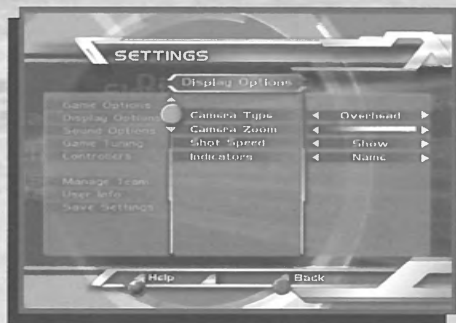 SETTINGS
Display Options
Game Options
Display Options
Sound Options
Game Tuning
Controllers
Manage Team
User Info
Save Settings
Camera Type Overhead
Camera Zoom
Shot Speed Show
Indicators Name
Help Back